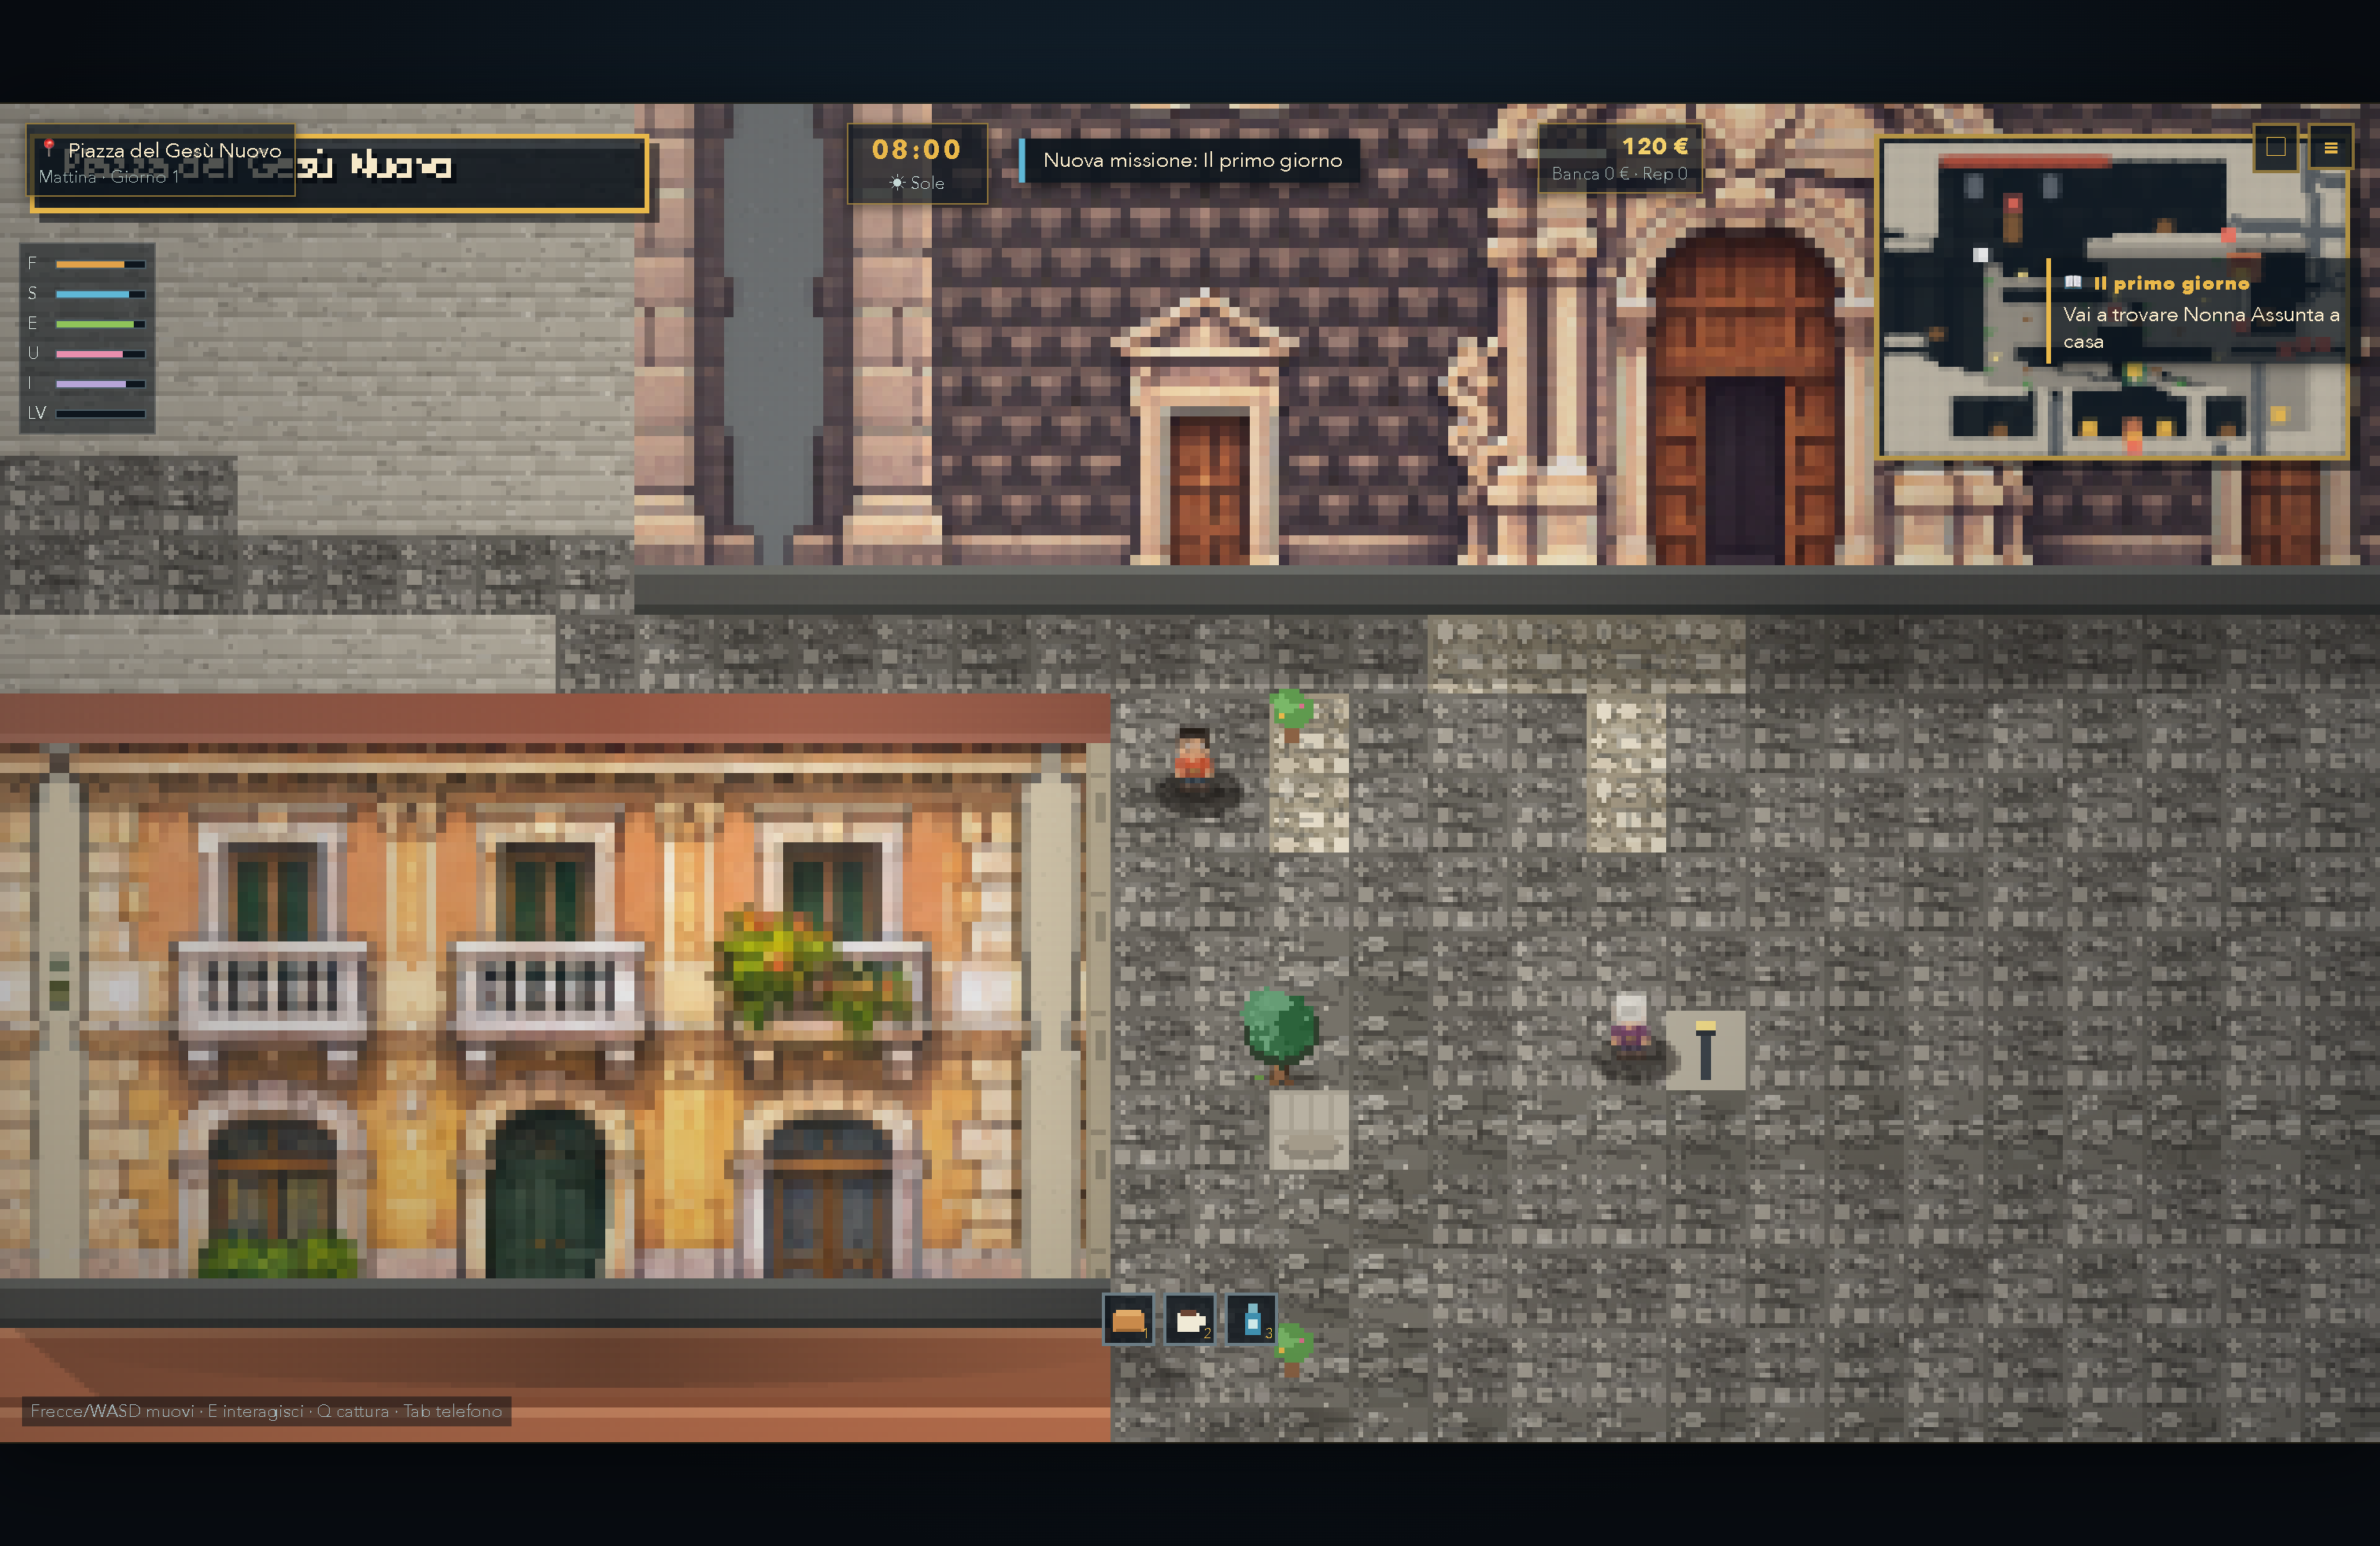 Piazza del Gesù Nuovo
Mattina · Giorno 1
sù Nuovo
08:00
Sole
Nuova missione: Il primo giorno
120 €
Banca 0 € · Rep 0
Il primo giorno
Vai a trovare Nonna Assunta a
casa
F
S
E
U
I
LV
1
2
3
Frecce/WASD muovi · E interagisci · Q cattura · Tab telefono